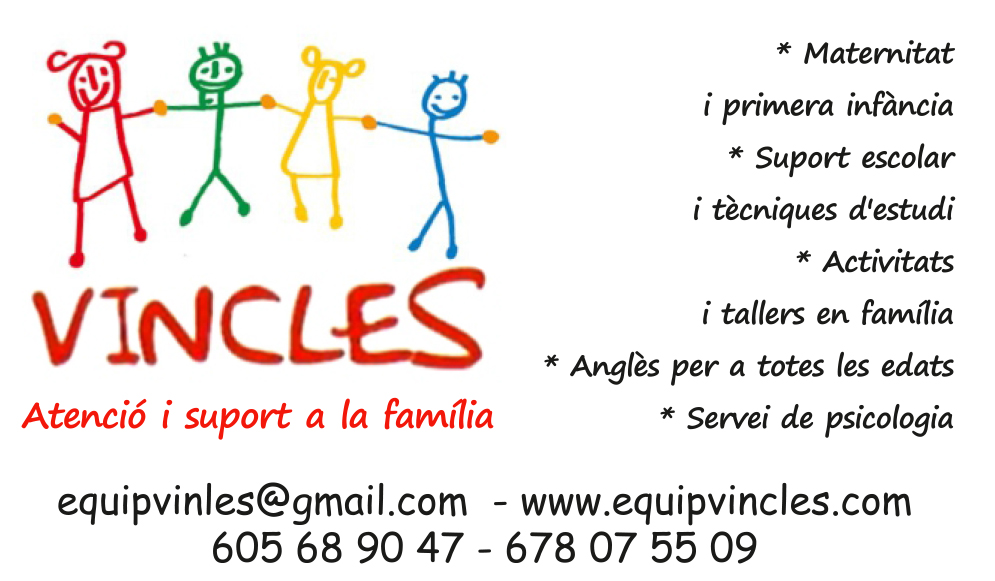 VINCLES
Atenció i suport a la família
* Maternitat
i primera infància
* Suport escolar
i tècniques d'estudi
* Activitats
i tallers en família
* Anglès per a totes les edats
* Servei de psicologia
equipvinles@gmail.com - www.equipvincles.com
605 68 90 47 - 678 07 55 09